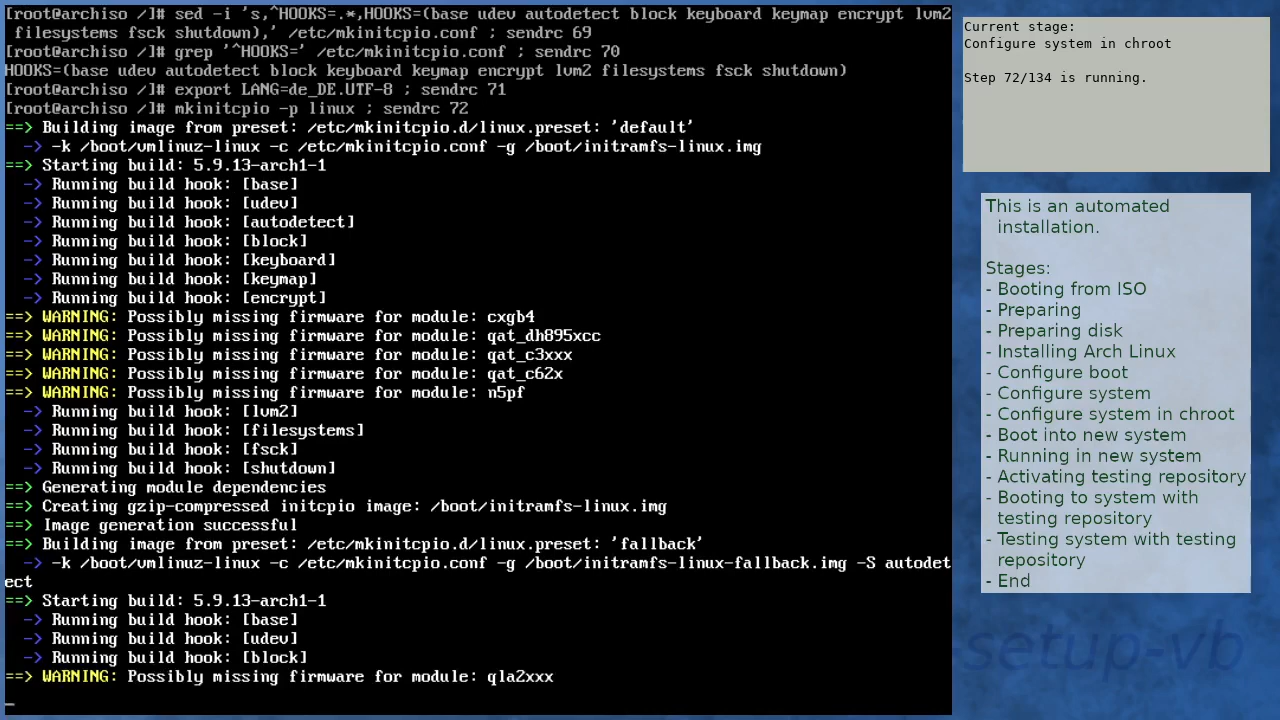 [root@archiso /]# sed -i 's,^HOOKS=.*,HOOKS=(base udev autodetect block keyboard keymap encrypt lvm2
 filesystems fsck shutdown),' /etc/mkinitcpio.conf ; sendrc 69
[root@archiso /]# grep '^HOOKS=' /etc/mkinitcpio.conf ; sendrc 70
HOOKS=(base udev autodetect block keyboard keymap encrypt lvm2 filesystems fsck shutdown)
[root@archiso /]# export LANG=de_DE.UTF-8 ; sendrc 71
[root@archiso /]# mkinitcpio -p linux ; sendrc 72
==> Building image from preset: /etc/mkinitcpio.d/linux.preset: 'default'
  -> -k /boot/vmlinuz-linux -c /etc/mkinitcpio.conf -g /boot/initramfs-linux.img
==> Starting build: 5.9.13-arch1-1
  -> Running build hook: [base]
  -> Running build hook: [udev]
  -> Running build hook: [autodetect]
  -> Running build hook: [block]
  -> Running build hook: [keyboard]
  -> Running build hook: [keymap]
  -> Running build hook: [encrypt]
==> WARNING: Possibly missing firmware for module: cxgb4
==> WARNING: Possibly missing firmware for module: qat_dh895xcc
==> WARNING: Possibly missing firmware for module: qat_c3xxx
==> WARNING: Possibly missing firmware for module: qat_c62x
==> WARNING: Possibly missing firmware for module: n5pf
  -> Running build hook: [lvm2]
  -> Running build hook: [filesystems]
  -> Running build hook: [fsck]
  -> Running build hook: [shutdown]
==> Generating module dependencies
==> Creating gzip-compressed initcpio image: /boot/initramfs-linux.img
==> Image generation successful
==> Building image from preset: /etc/mkinitcpio.d/linux.preset: 'fallback'
  -> -k /boot/vmlinuz-linux -c /etc/mkinitcpio.conf -g /boot/initramfs-linux-fallback.img -S autodet
ect
==> Starting build: 5.9.13-arch1-1
  -> Running build hook: [base]
  -> Running build hook: [udev]
  -> Running build hook: [block]
==> WARNING: Possibly missing firmware for module: qla2xxx
_
Current stage:
Configure system in chroot
Step 72/134 is running.
This is an automated
installation.
Stages:
- Booting from ISO
- Preparing
- Preparing disk
- Installing Arch Linux
- Configure boot
- Configure system
- Configure system in chroot
- Boot into new system
- Running in new system
- Activating testing repository
- Booting to system with
testing repository
- Testing system with testing
repository
- End
-setup-vb